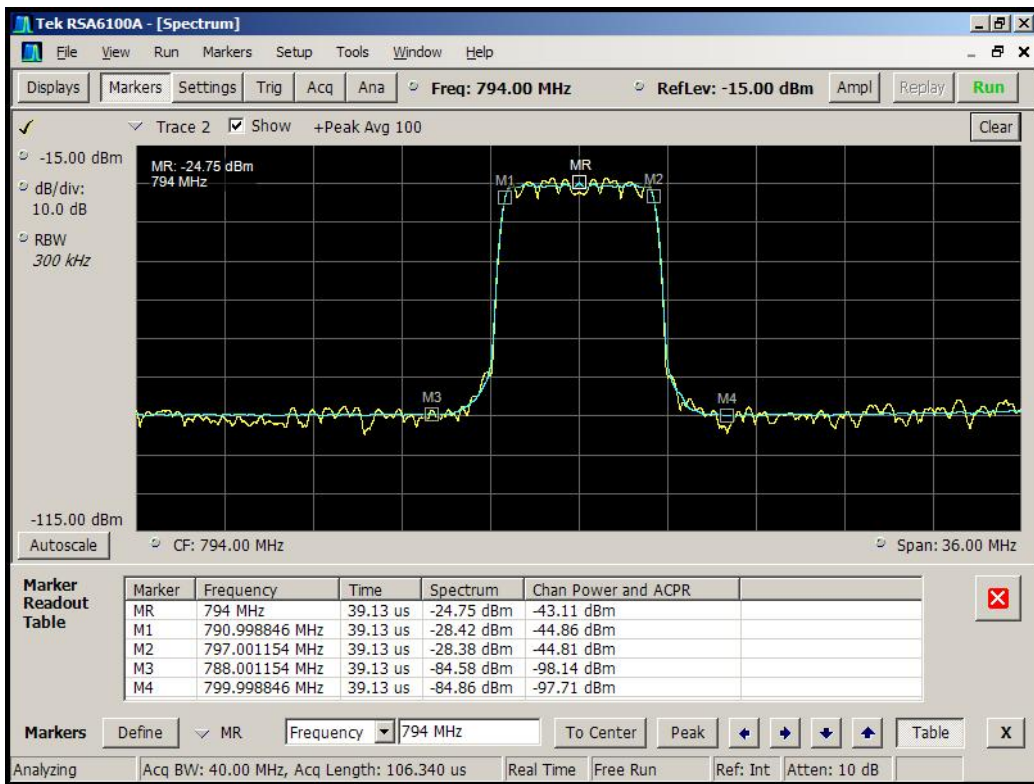 Tek RSA6100A - [Spectrum]
File View Run Markers Setup Tools Window Help
Displays Markers Settings Trig Acq Ana Freq: 794.00 MHz RefLev: -15.00 dBm Ampl Replay Run
Trace 2 Show +Peak Avg 100 Clear
-15.00 dBm
dB/div:
10.0 dB
RBW
300 kHz
MR: -24.75 dBm
794 MHz
M1
MR
M2
M3
M4
-115.00 dBm
Autoscale CF: 794.00 MHz Span: 36.00 MHz
Marker
Readout
Table
Marker Frequency Time Spectrum Chan Power and ACPR
MR 794 MHz 39.13 us -24.75 dBm -43.11 dBm
M1 790.998846 MHz 39.13 us -28.42 dBm -44.86 dBm
M2 797.001154 MHz 39.13 us -28.38 dBm -44.81 dBm
M3 788.001154 MHz 39.13 us -84.58 dBm -98.14 dBm
M4 799.998846 MHz 39.13 us -84.86 dBm -97.71 dBm
Markers Define MR Frequency 794 MHz To Center Peak Table X
Analyzing Acq BW: 40.00 MHz, Acq Length: 106.340 us Real Time Free Run Ref: Int Atten: 10 dB